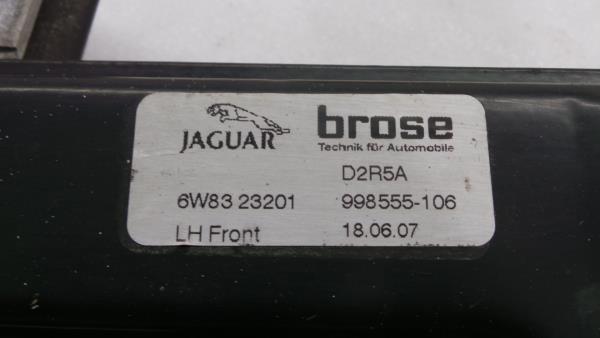 JAGUAR brose
Technik für Automobile
D2R5A
6W83 23201 998555-106
LH Front 18.06.07